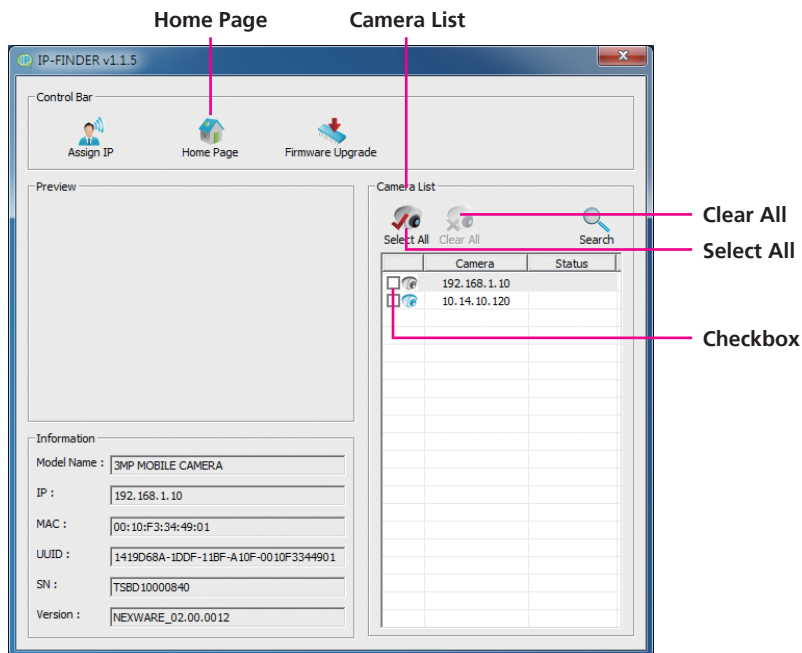 Home Page Camera List
IP-FINDER v1.1.5
x
Control Bar
Assign IP Home Page Firmware Upgrade
Preview
Camera List
Select All Clear All Search
Clear All
Select All
Camera Status
192.168.1.10
10.14.10.120
Checkbox
Information
Model Name : 3MP MOBILE CAMERA
IP : 192.168.1.10
MAC : 00:10:F3:34:49:01
UUID : 1419D68A-1DDF-11BF-A10F-0010F3344901
SN : TSBD10000840
Version : NEXWARE_02.00.0012